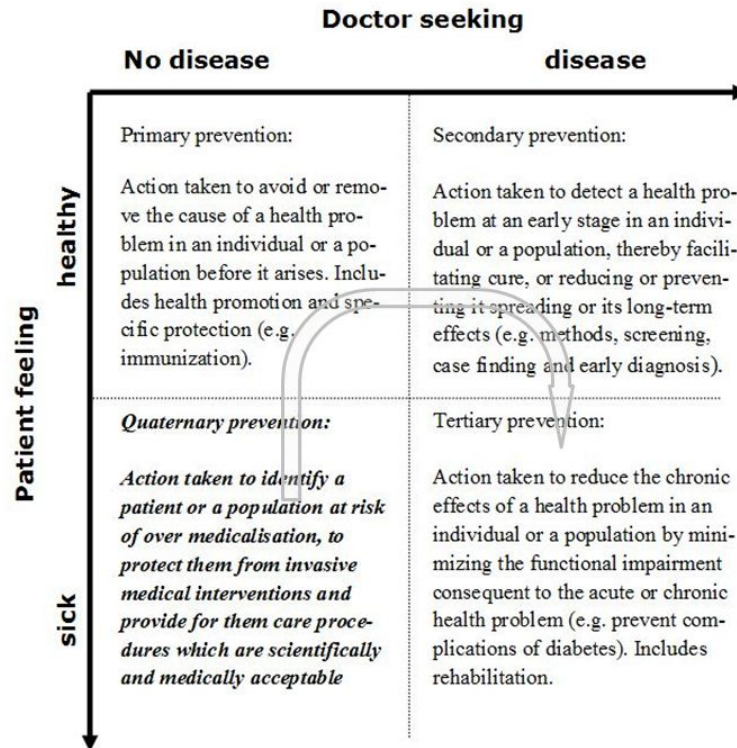 Doctor seeking
No disease
disease
Patient feeling
healthy
sick
Primary prevention:
Action taken to avoid or remo-
ve the cause of a health pro-
blem in an individual or a po-
pulation before it arises. Inclu-
des health promotion and spe-
cific protection (e.g.
immunization).
Secondary prevention:
Action taken to detect a health pro-
blem at an early stage in an individ-
ual or a population, thereby facili-
tating cure, or reducing or preven-
ting it spreading or its long-term
effects (e.g. methods, screening,
case finding and early diagnosis).
Quaternary prevention:
Action taken to identify a
patient or a population at risk
of over medicalisation, to
protect them from invasive
medical interventions and
provide for them care proce-
dures which are scientifically
and medically acceptable
Tertiary prevention:
Action taken to reduce the chronic
effects of a health problem in an
individual or a population by mini-
mizing the functional impairment
consequent to the acute or chronic
health problem (e.g. prevent com-
plications of diabetes). Includes
rehabilitation.